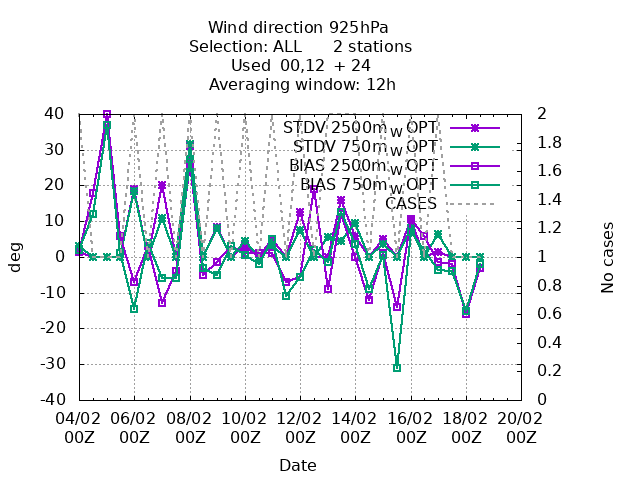 Wind direction 925hPa
Selection: ALL 2 stations
Used 00,12 + 24
Averaging window: 12h
STDV 2500m_w OPT
STDV 750m_w OPT
BIAS 2500m_w OPT
BIAS 750m_w OPT
CASES
40
30
20
10
0
-10
-20
-30
-40
deg
2
1.8
1.6
1.4
1.2
1
0.8
0.6
0.4
0.2
0
No cases
04/02 06/02 08/02 10/02 12/02 14/02 16/02 18/02 20/02
00Z 00Z 00Z 00Z 00Z 00Z 00Z 00Z 00Z
Date